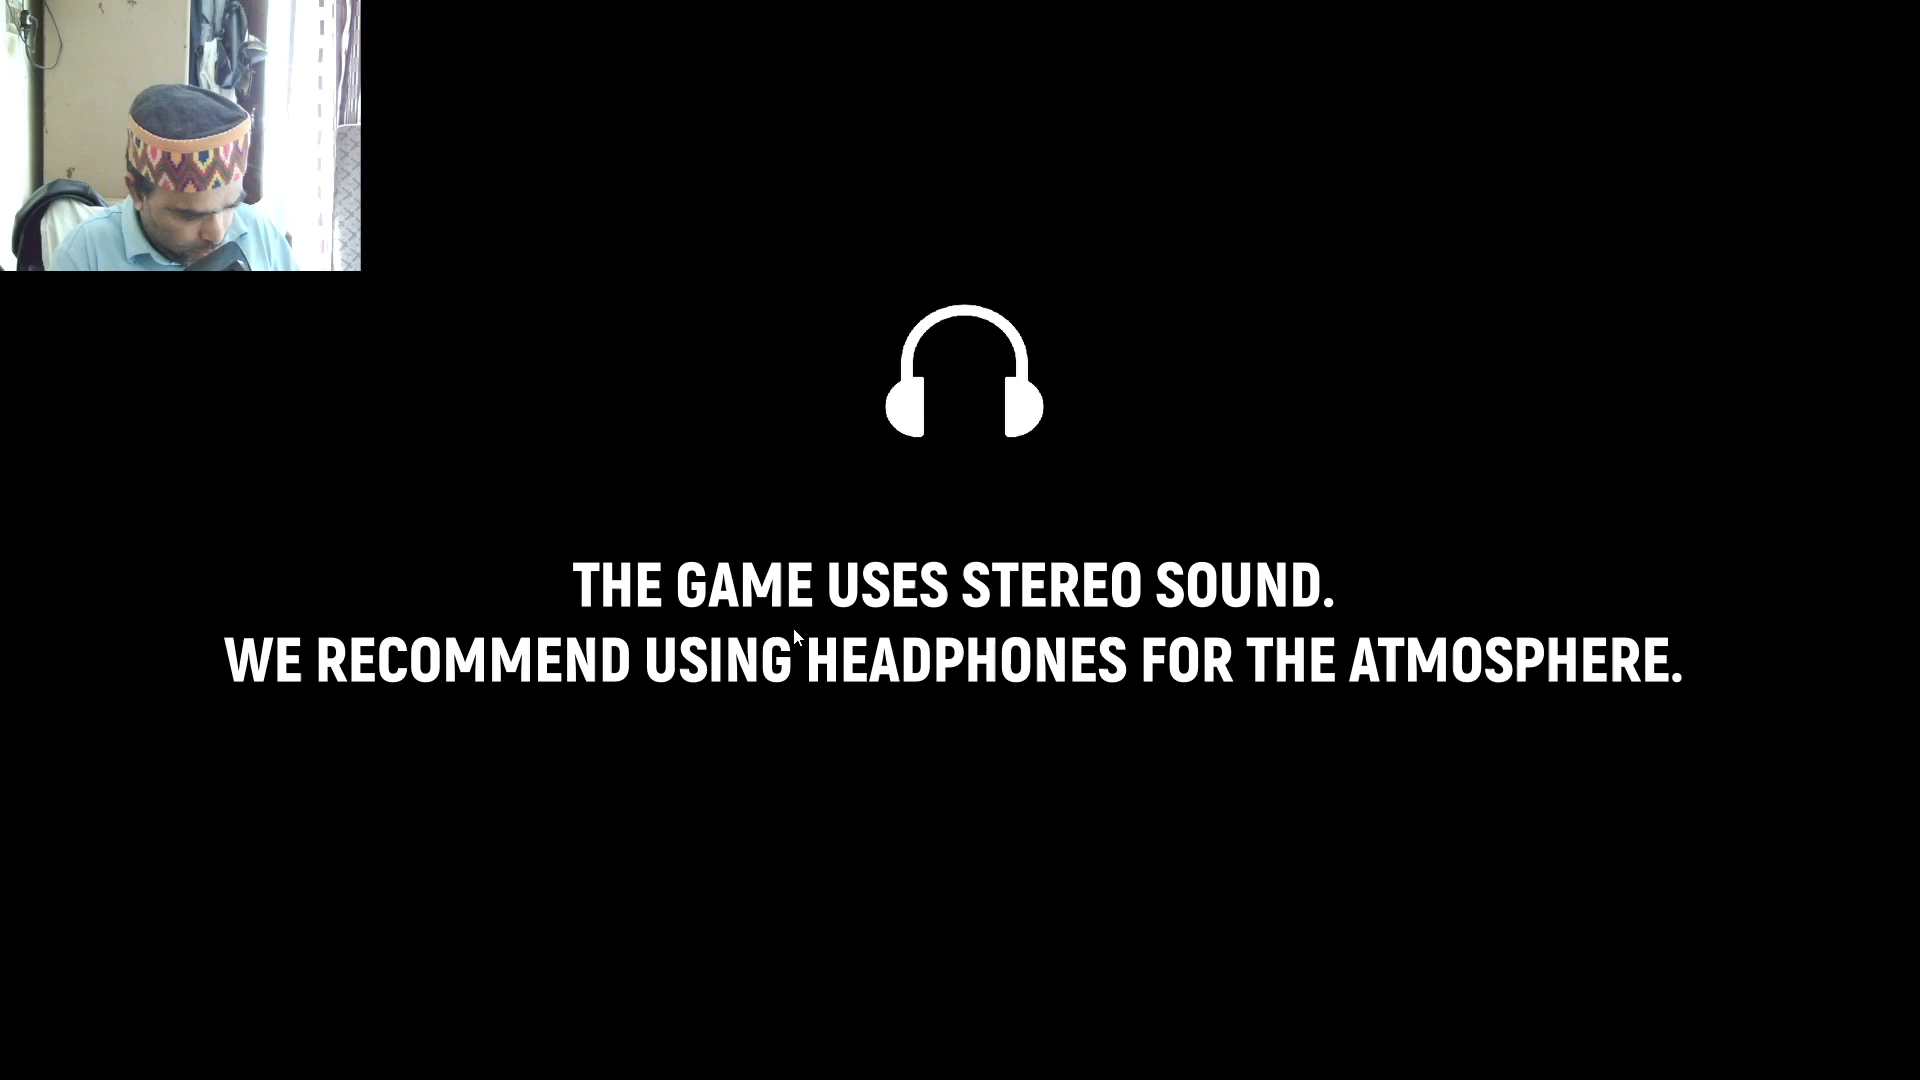 THE GAME USES STEREO SOUND.
WE RECOMMEND USING HEADPHONES FOR THE ATMOSPHERE.